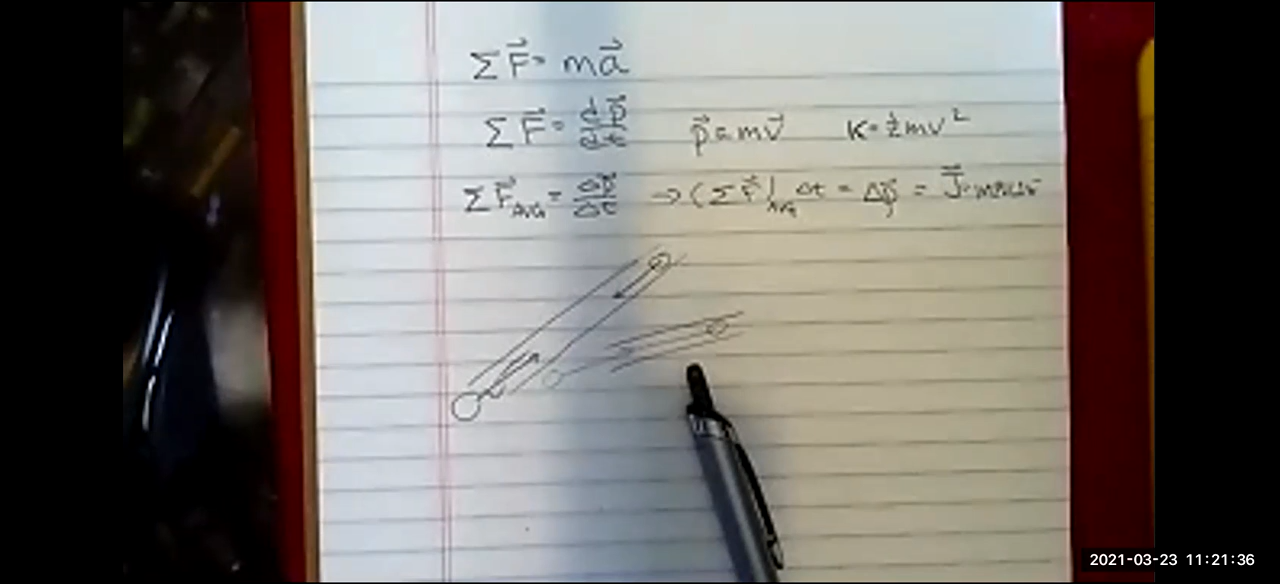 ΣF⃗ = ma⃗
ΣF⃗ = dp⃗/dt p⃗ = mv⃗ K = ½mv²
ΣF⃗AVG = Δp⃗/Δt → (ΣF⃗)AVG Δt = Δp⃗ = J⃗
2021-03-23 11:21:36